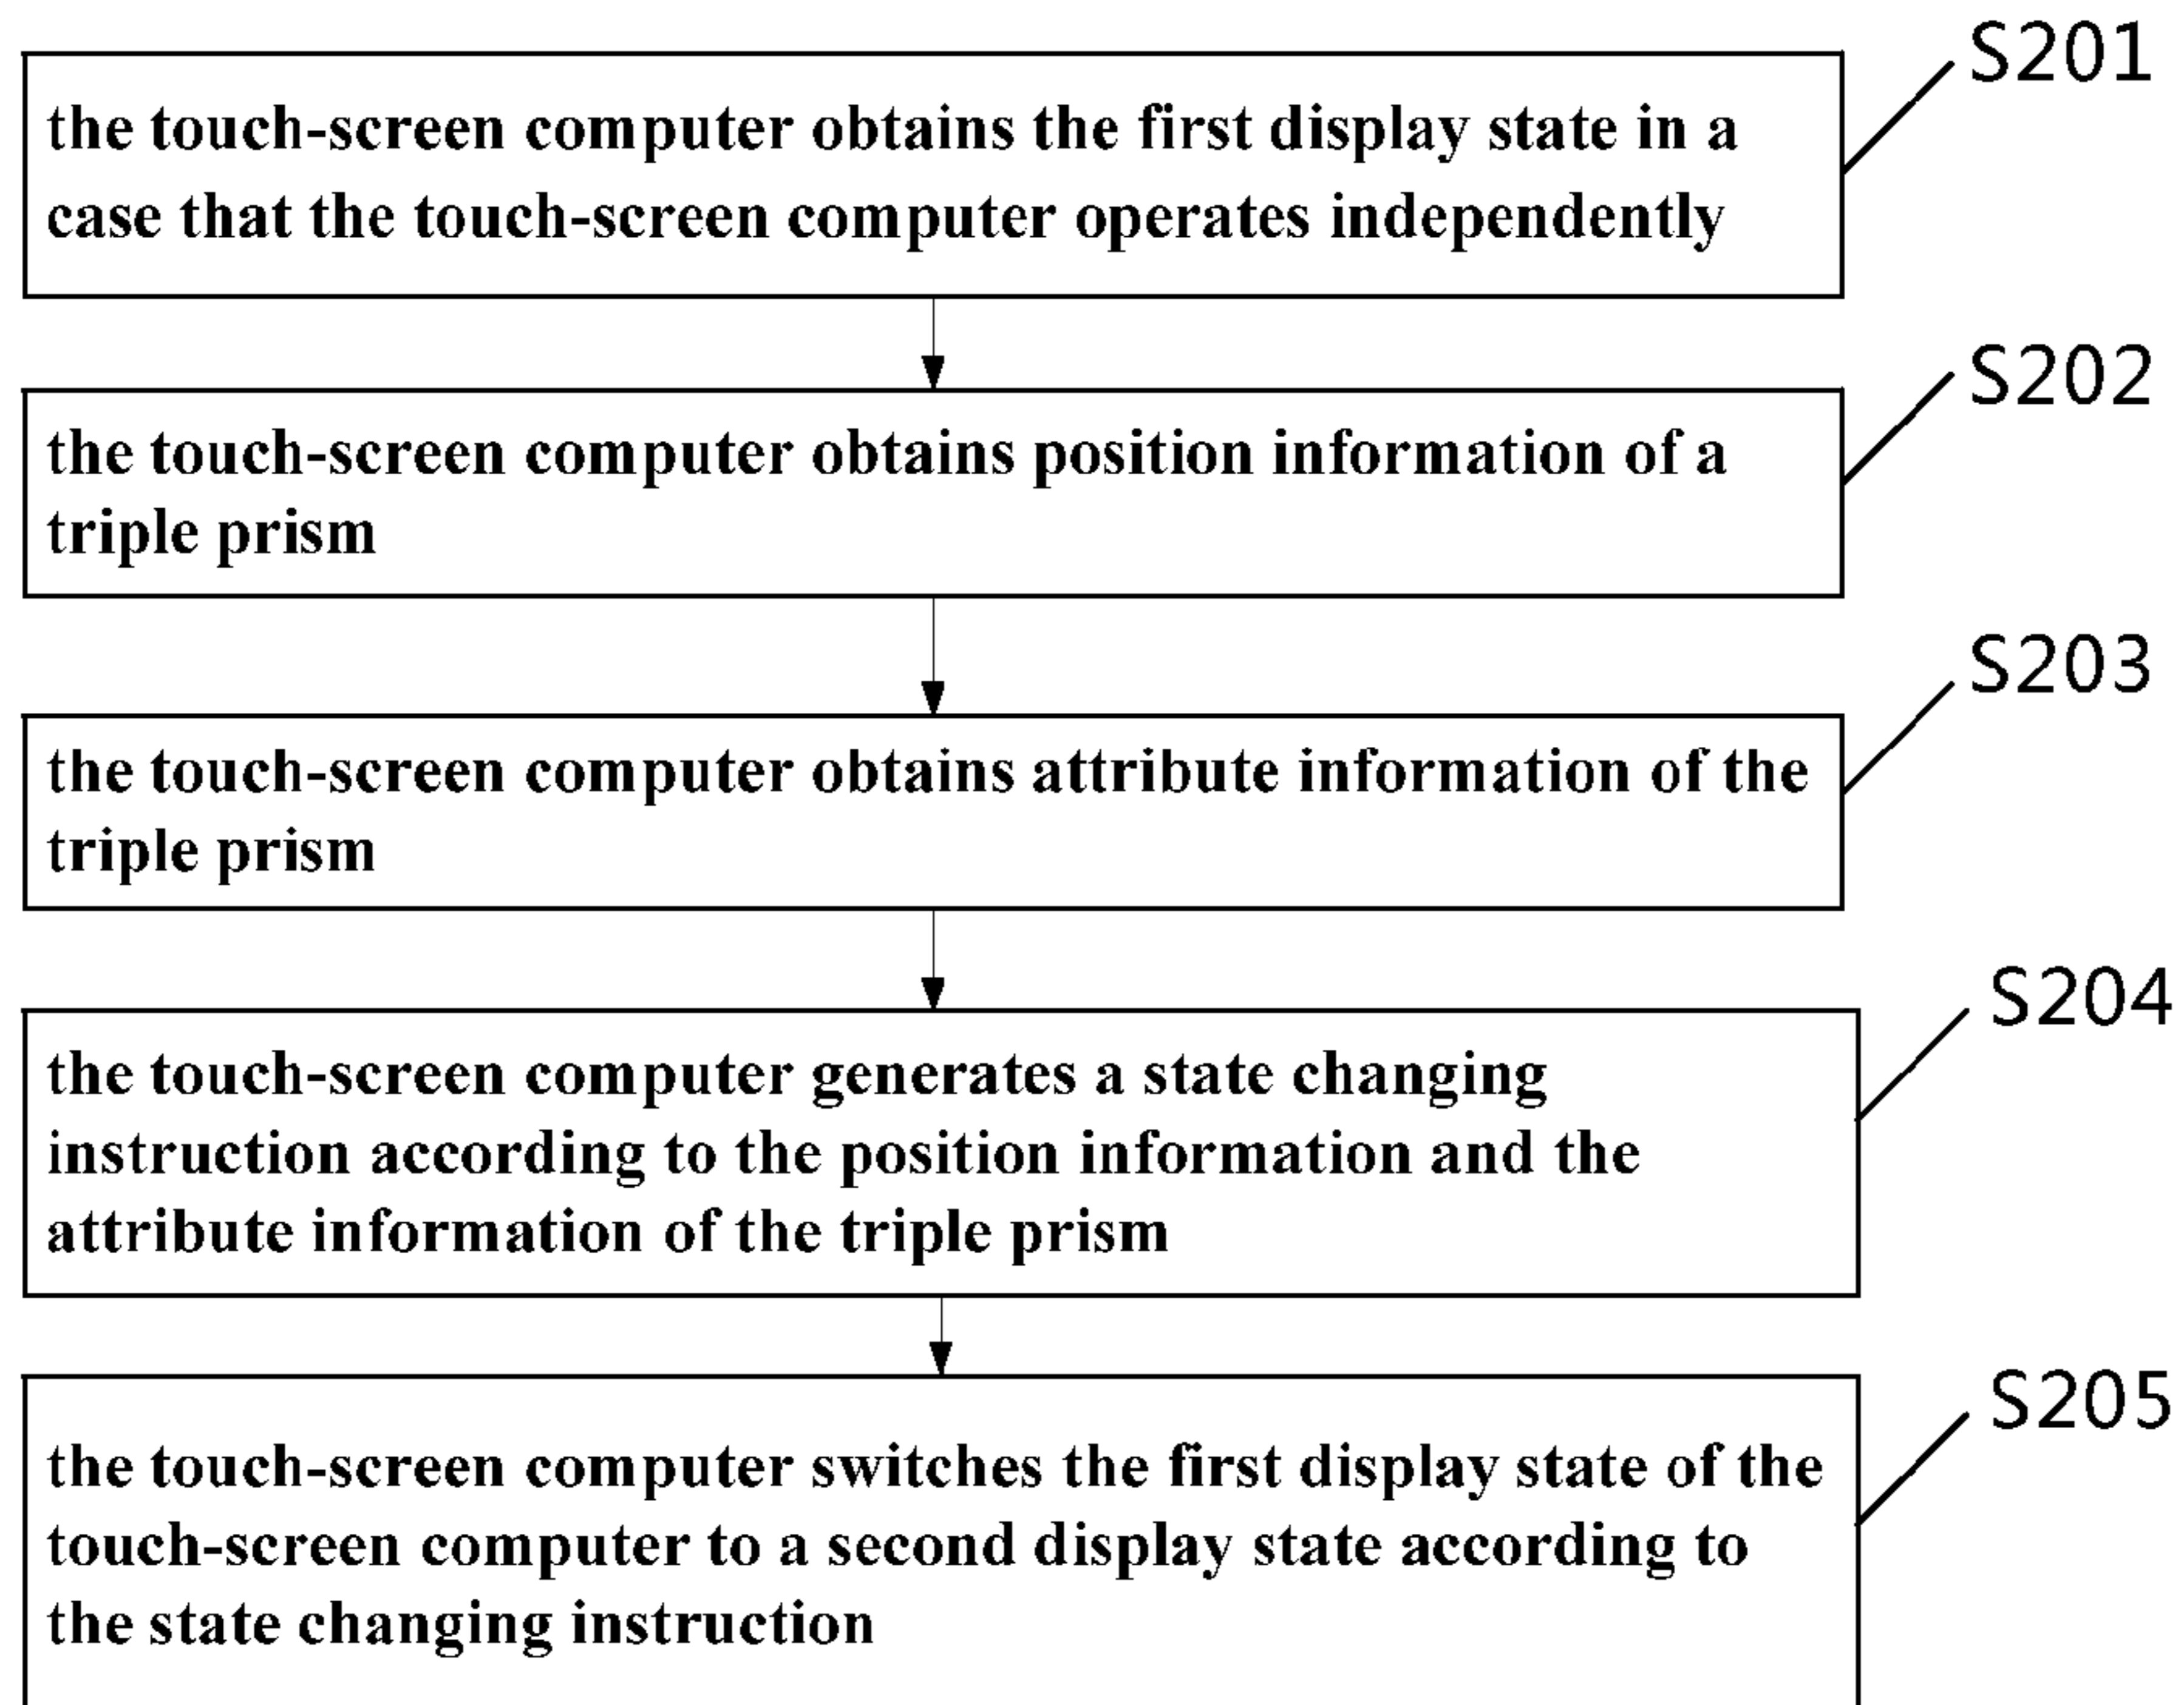 S201
the touch-screen computer obtains the first display state in a
case that the touch-screen computer operates independently
S202
the touch-screen computer obtains position information of a
triple prism
S203
the touch-screen computer obtains attribute information of the
triple prism
S204
the touch-screen computer generates a state changing
instruction according to the position information and the
attribute information of the triple prism
S205
the touch-screen computer switches the first display state of the
touch-screen computer to a second display state according to
the state changing instruction